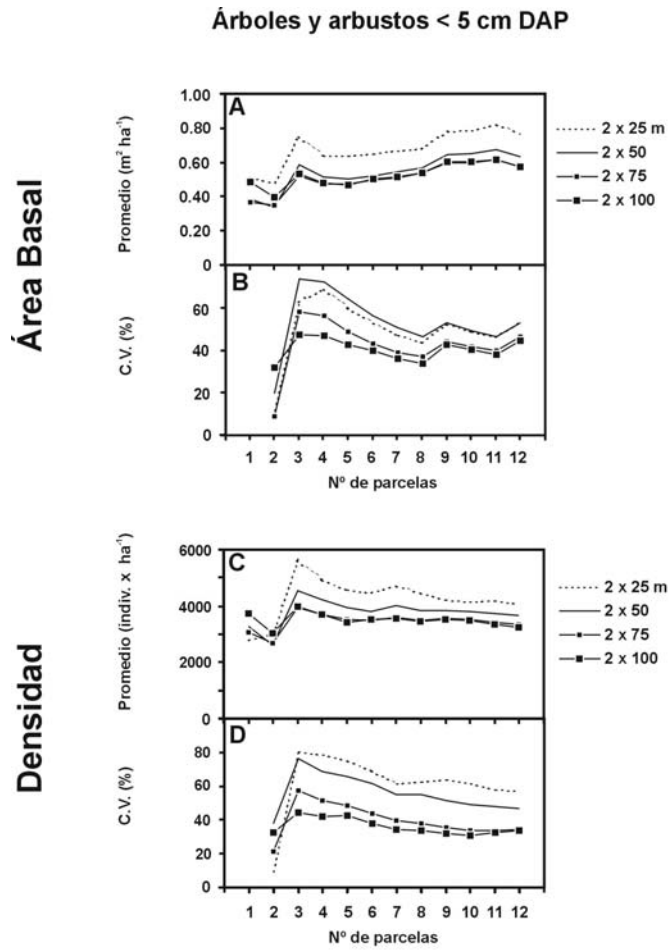 Árboles y arbustos < 5 cm DAP
Área Basal
Promedio (m² ha⁻¹)
1.00
0.80
0.60
0.40
0.20
0
A
2 x 25 m
2 x 50
2 x 75
2 x 100
C.V. (%)
60
40
20
0
B
1 2 3 4 5 6 7 8 9 10 11 12
Nº de parcelas
Densidad
Promedio (indiv. x ha⁻¹)
6000
4000
2000
0
C
2 x 25 m
2 x 50
2 x 75
2 x 100
C.V. (%)
80
60
40
20
0
D
1 2 3 4 5 6 7 8 9 10 11 12
Nº de parcelas